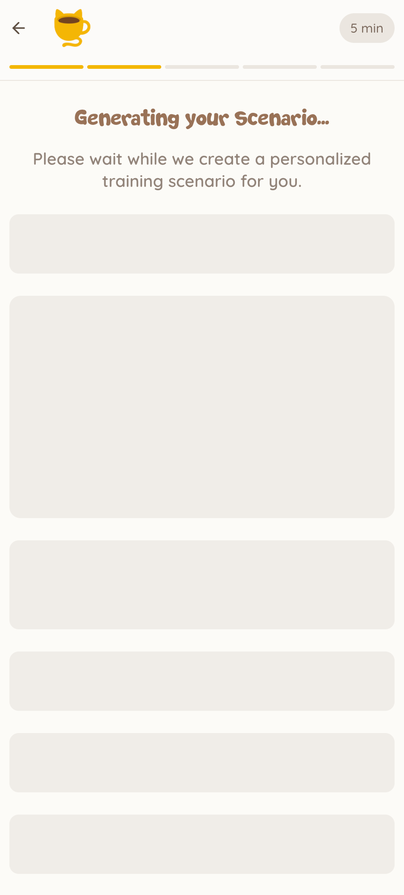 5 min
Generating your Scenario...
Please wait while we create a personalized
training scenario for you.